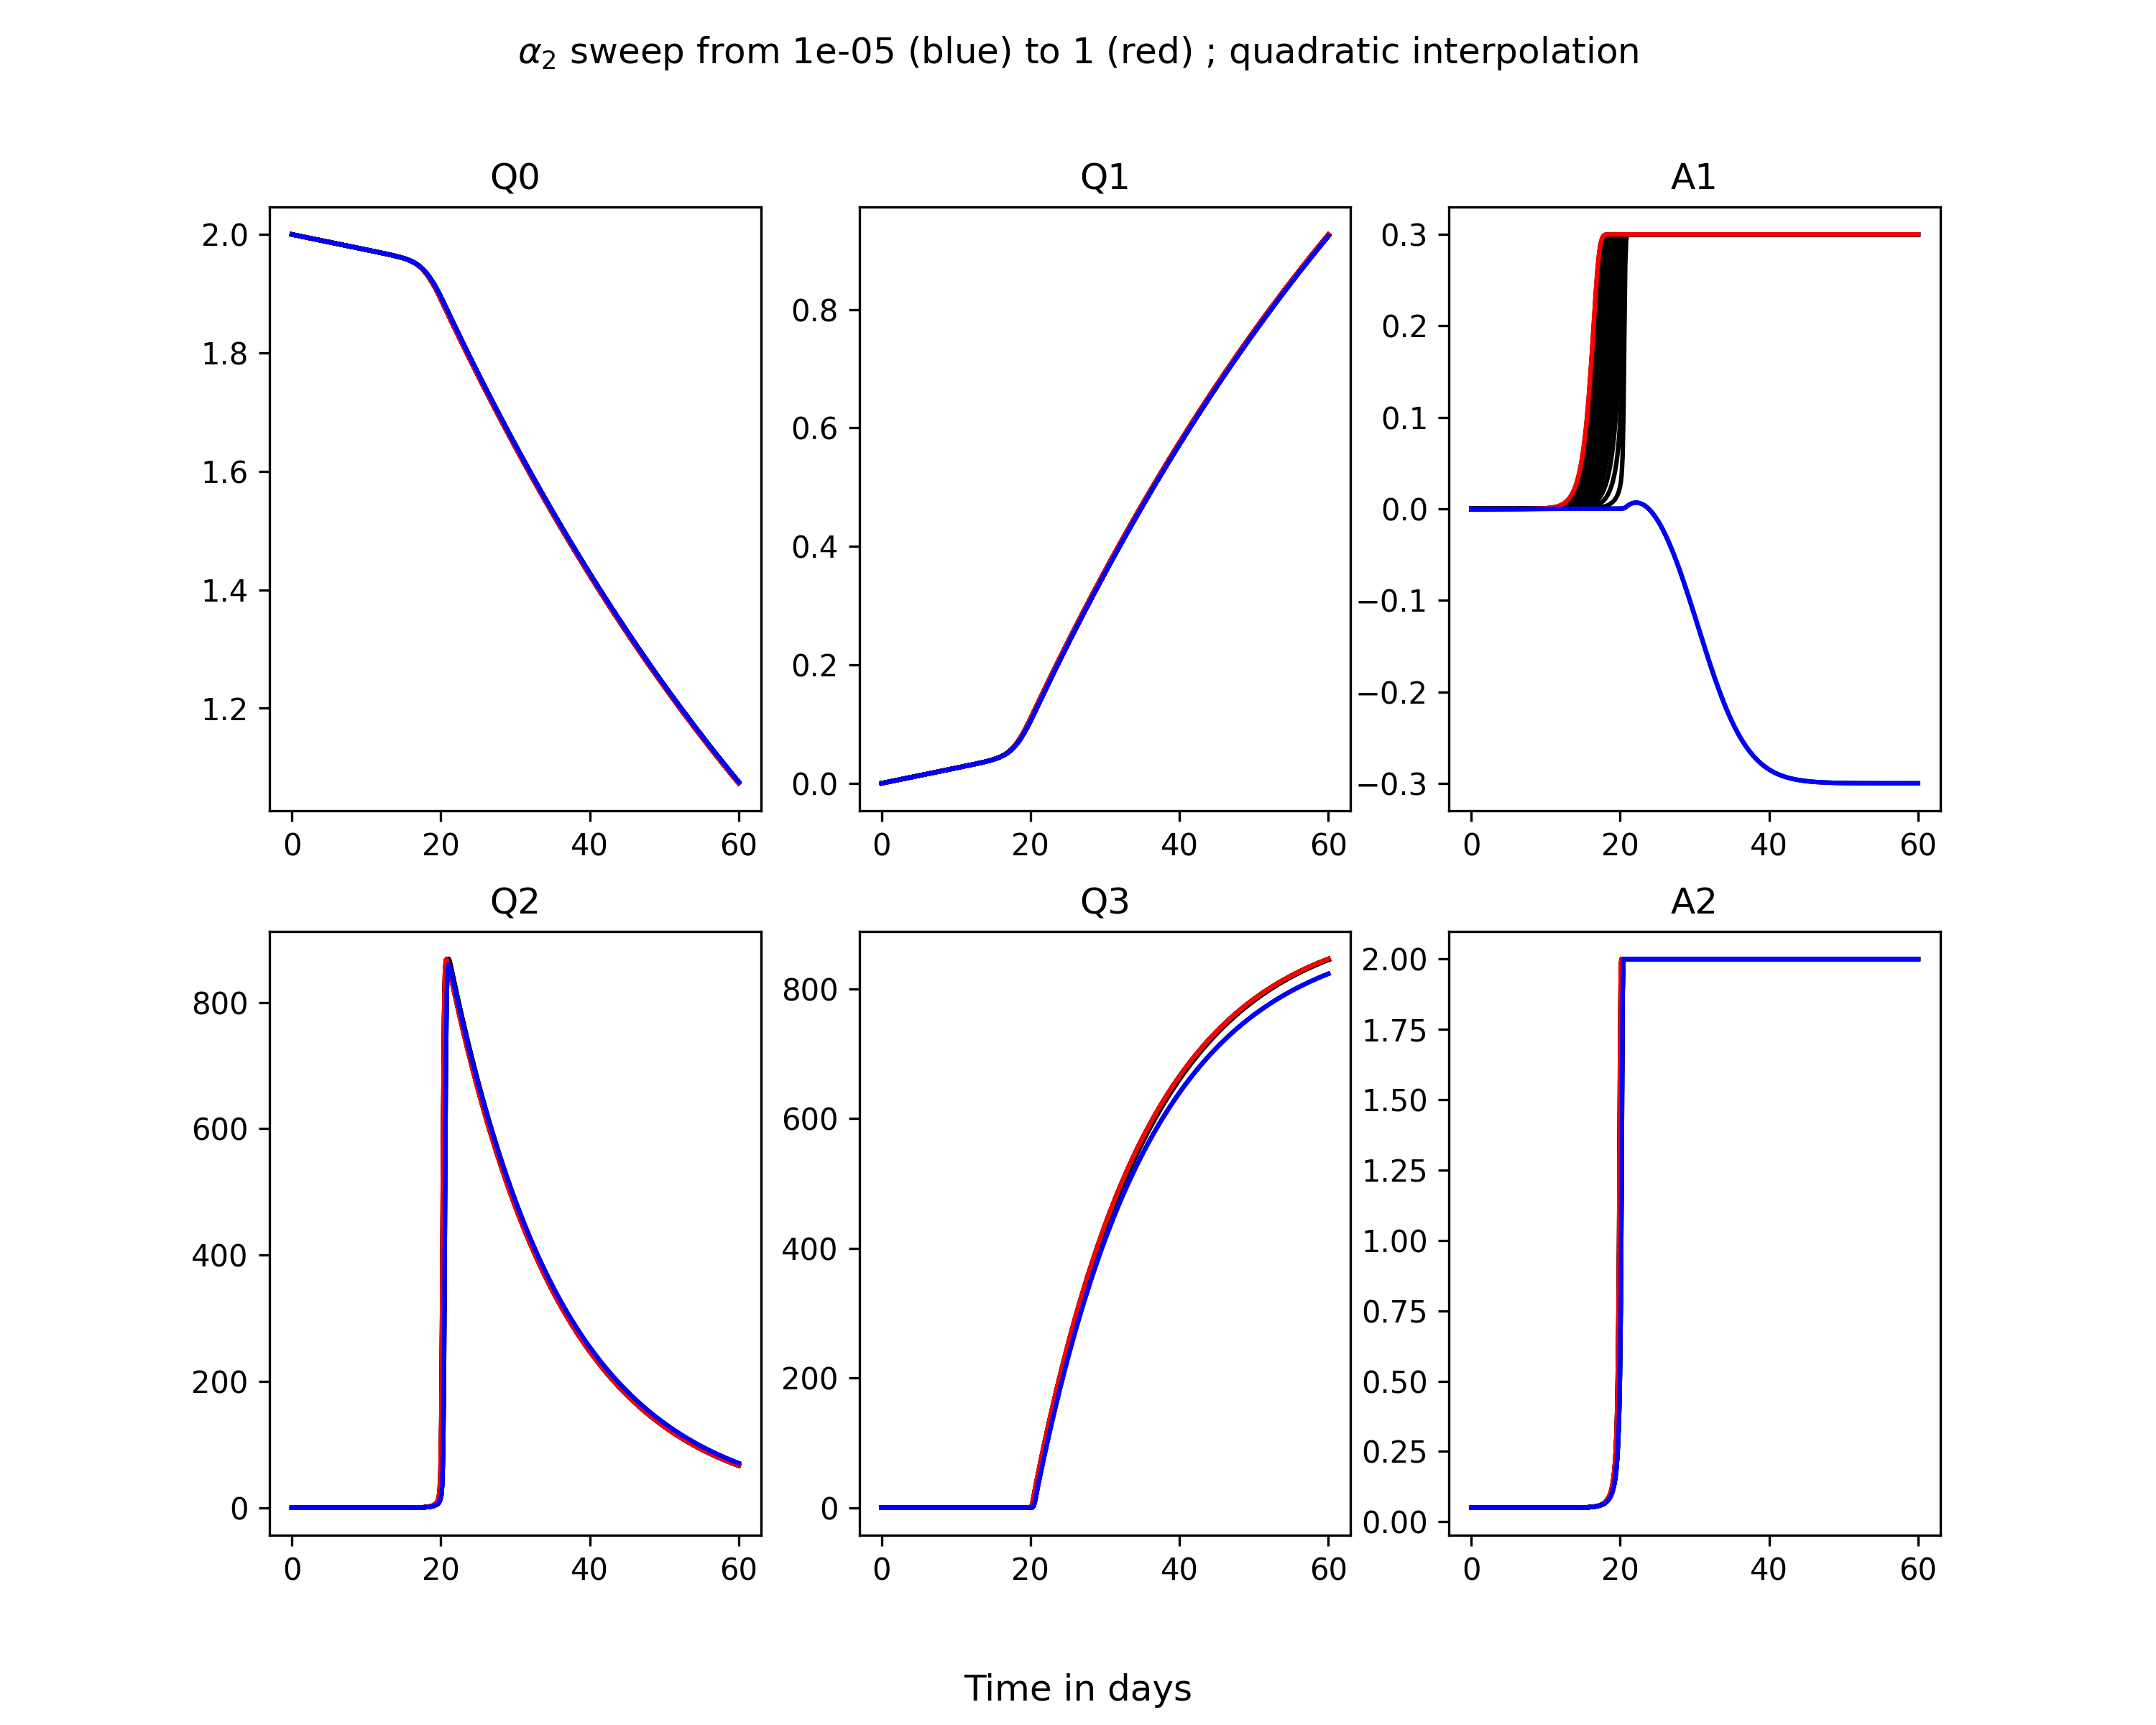 α₂ sweep from 1e-05 (blue) to 1 (red) ; quadratic interpolation
Q0
2.0
1.8
1.6
1.4
1.2
0 20 40 60
Q1
0.8
0.6
0.4
0.2
0.0
0 20 40 60
A1
0.3
0.2
0.1
0.0
−0.1
−0.2
−0.3
0 20 40 60
Q2
800
600
400
200
0
0 20 40 60
Q3
800
600
400
200
0
0 20 40 60
A2
2.00
1.75
1.50
1.25
1.00
0.75
0.50
0.25
0.00
0 20 40 60
Time in days